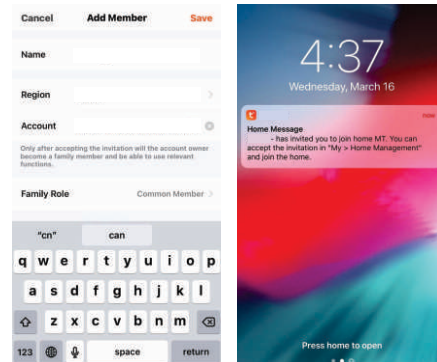 Cancel Add Member Save
Name
Region
Account
Only after accepting the invitation will the account owner
become a family member and be able to use relevant
functions.
Family Role Common Member >
"cn" can
q w e r t y u i o p
a s d f g h j k l
z x c v b n m
123 space return
4:37
Wednesday, March 16
now
Home Message
- has invited you to join home MT. You can
accept the invitation in "My > Home Management"
and join the home.
Press home to open